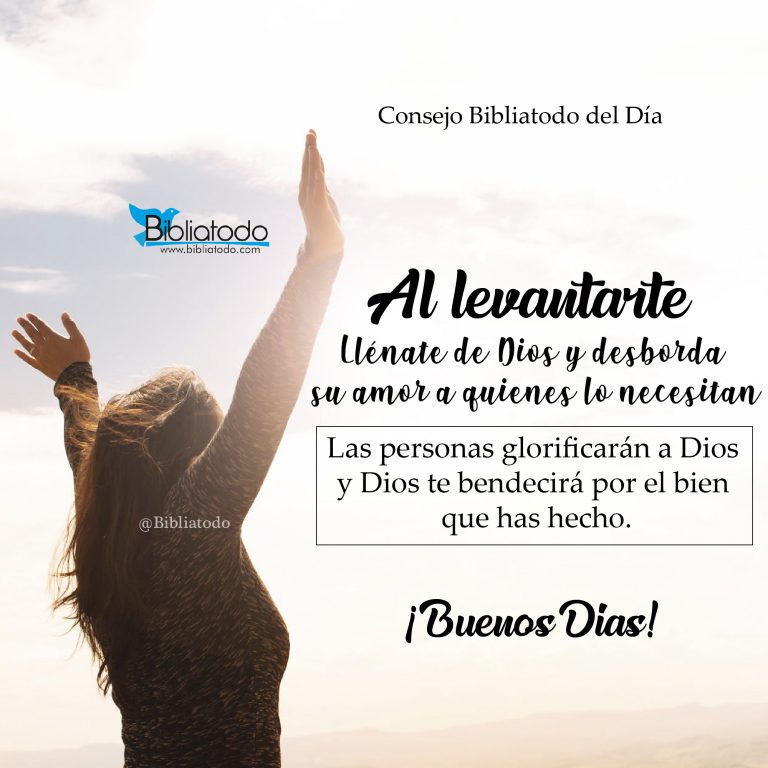 Consejo Bibliatodo del Día
Bibliatodo
www.bibliatodo.com
Al levantarte
Llénate de Dios y desborda
su amor a quienes lo necesitan
Las personas glorificarán a Dios
y Dios te bendecirá por el bien
que has hecho.
@Bibliatodo
¡Buenos Días!